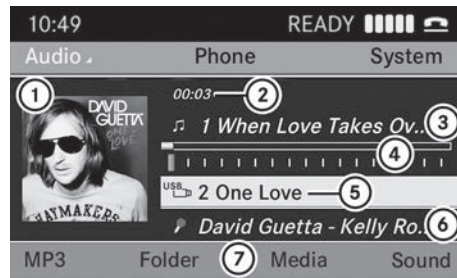 10:49 READY
Audio Phone System
1
DAVID
GUETTA
ONE
LOVE
HAYMAKER
00:03 2
1 When Love Takes Ov.. 3
4
USB 2 One Love 5
David Guetta - Kelly Ro.. 6
MP3 Folder 7 Media Sound